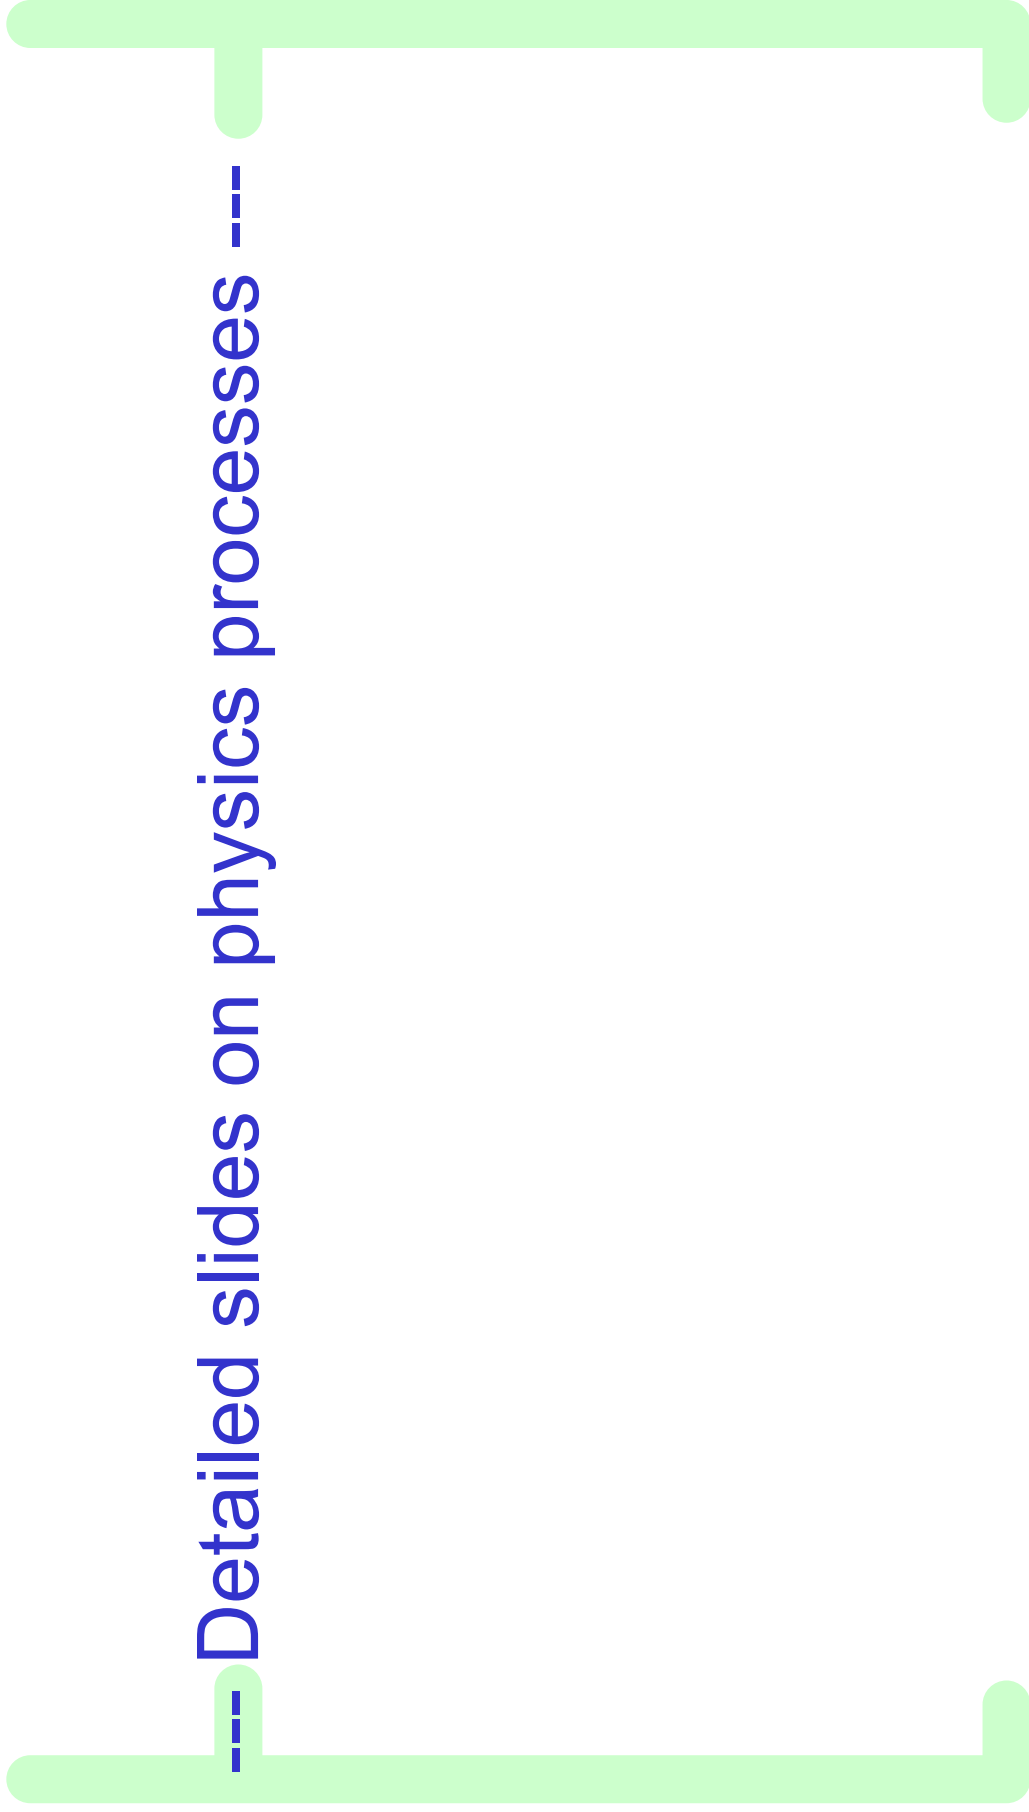 --- Detailed slides on physics processes ---